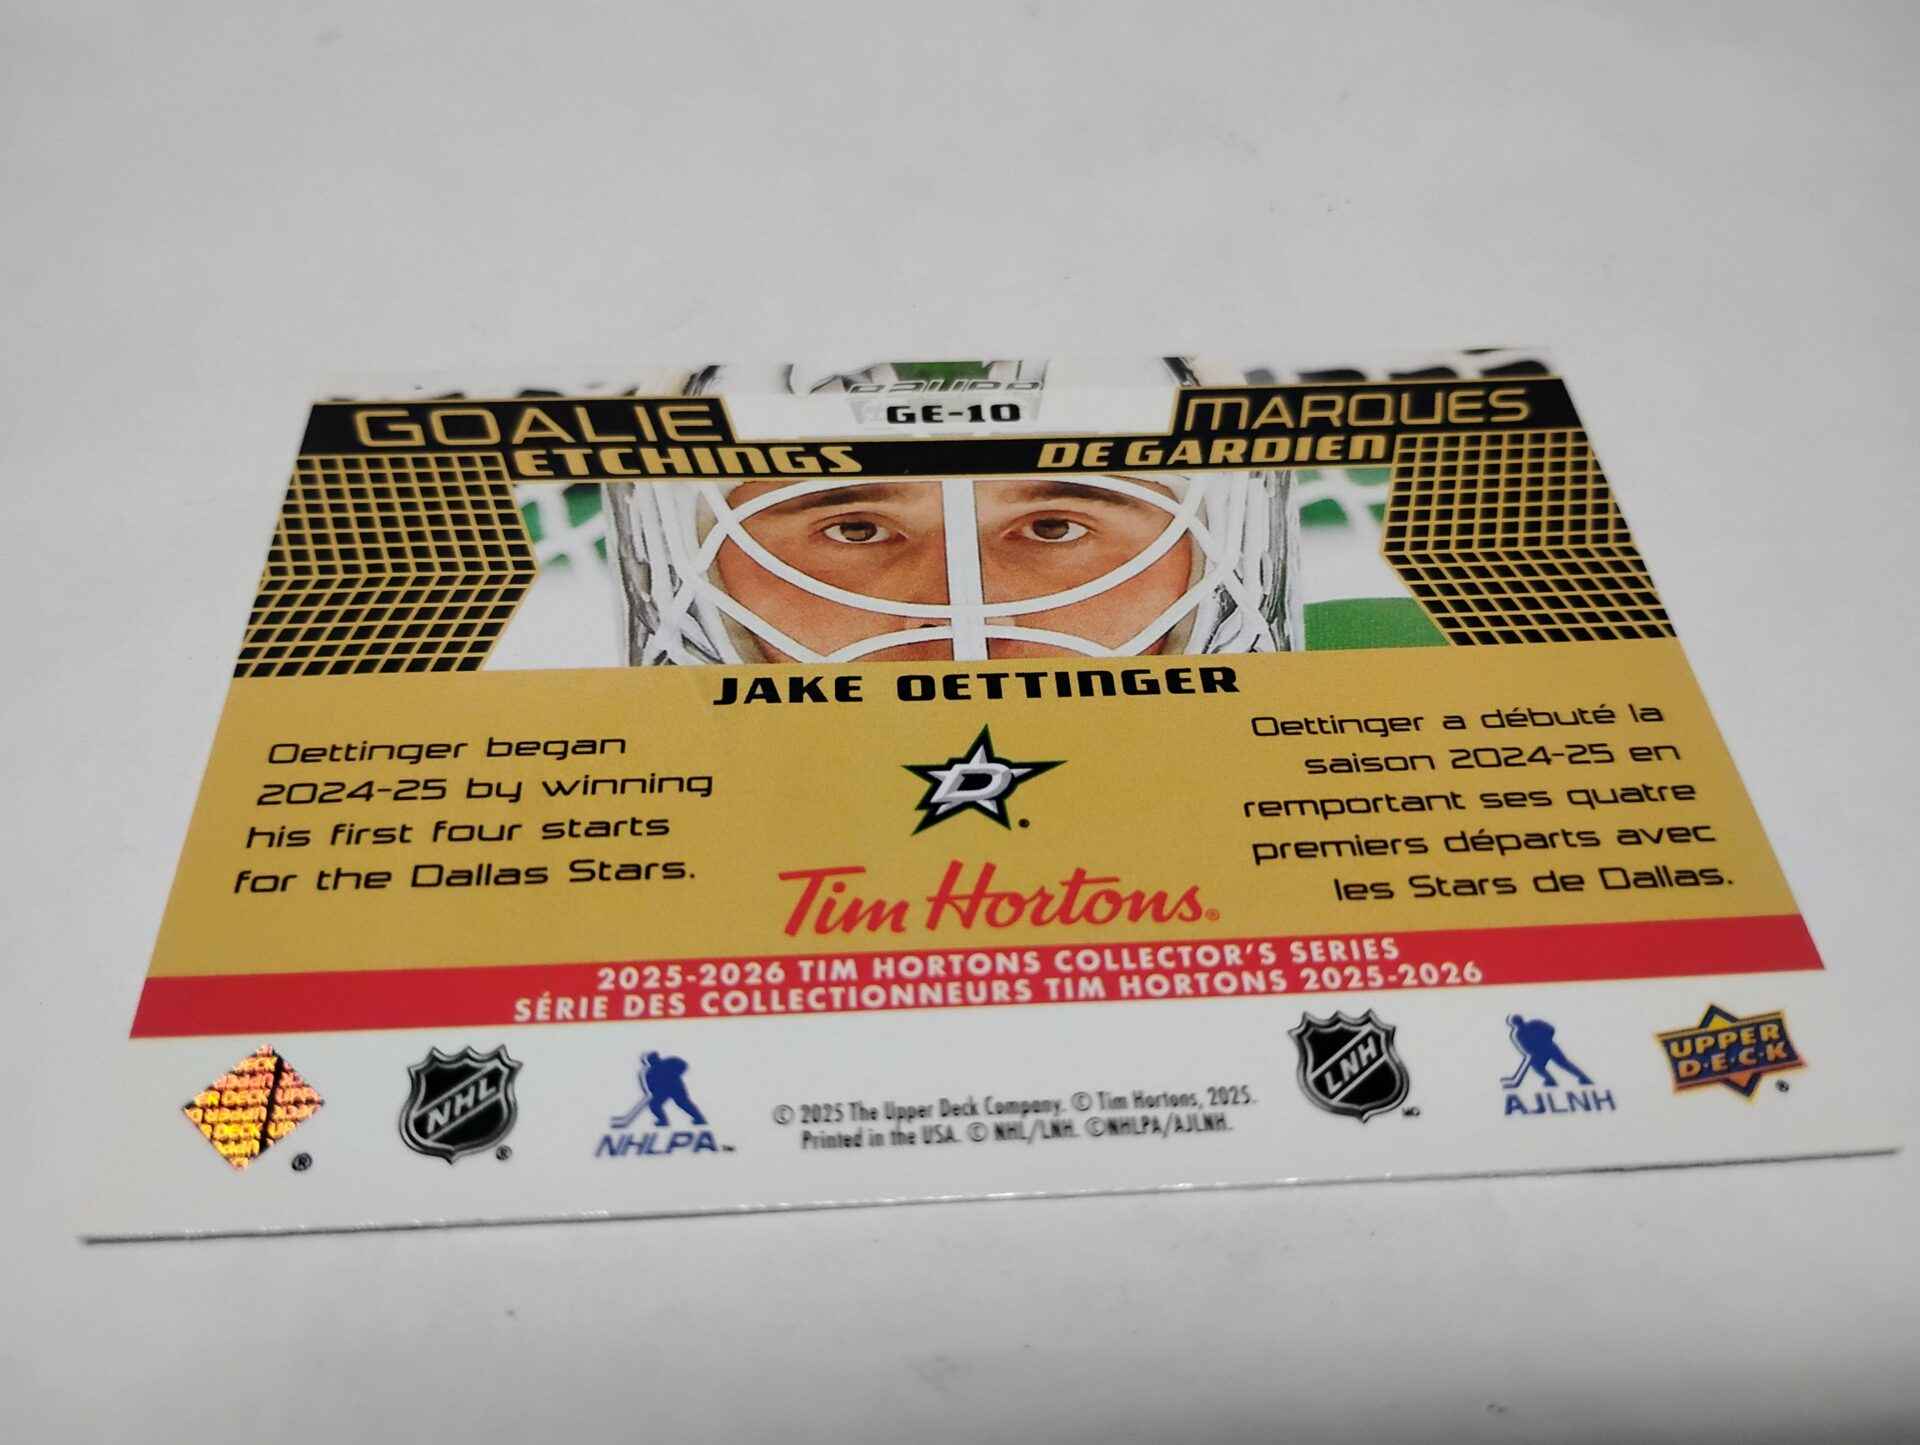 BAUER
GE-10
GOALIE
ETCHINGS
MARQUES
DE GARDIEN
JAKE OETTINGER
Oettinger began
2024-25 by winning
his first four starts
for the Dallas Stars.
D
Oettinger a débuté la
saison 2024-25 en
remportant ses quatre
premiers départs avec
les Stars de Dallas.
Tim Hortons®
2025-2026 TIM HORTONS COLLECTOR'S SERIES
SÉRIE DES COLLECTIONNEURS TIM HORTONS 2025-2026
UPPER DECK
®
NHL
®
NHLPA™
© 2025 The Upper Deck Company. © Tim Hortons, 2025.
Printed in the USA. © NHL/LNH. ©NHLPA/AJLNH.
LNH
MD
AJLNH
UPPER
D·E·C·K
®